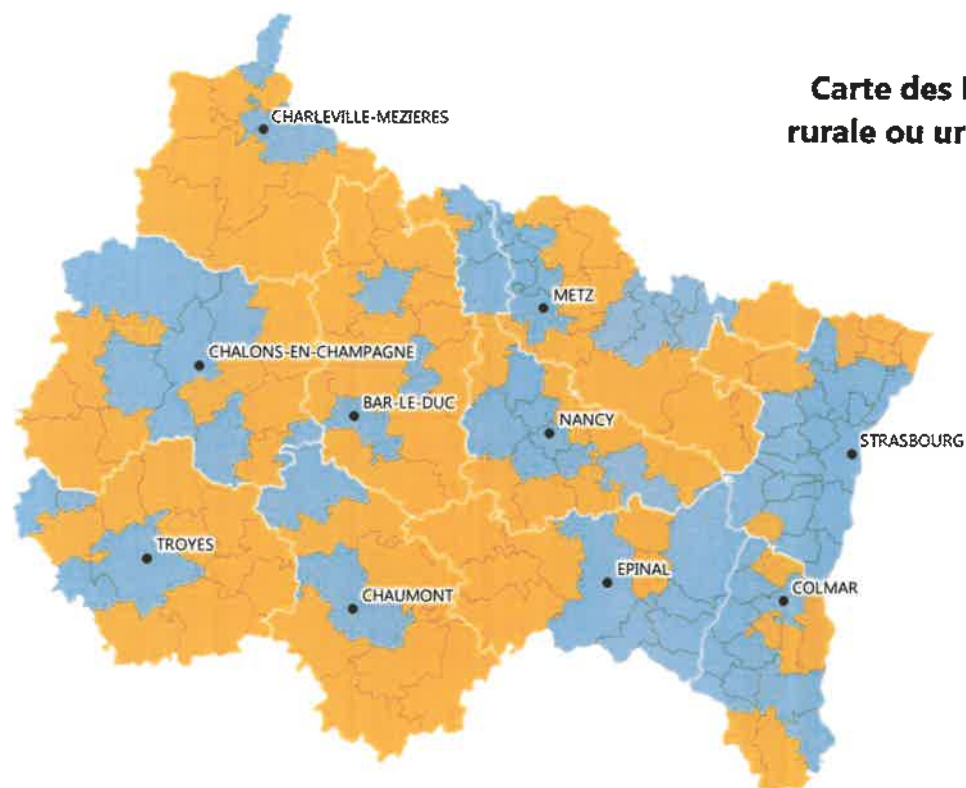 Carte des
rurale ou
CHARLEVILLE-MEZIERES
METZ
CHALONS-EN-CHAMPAGNE
BAR-LE-DUC
NANCY
STRASBOURG
TROYES
EPINAL
CHAUMONT
COLMAR